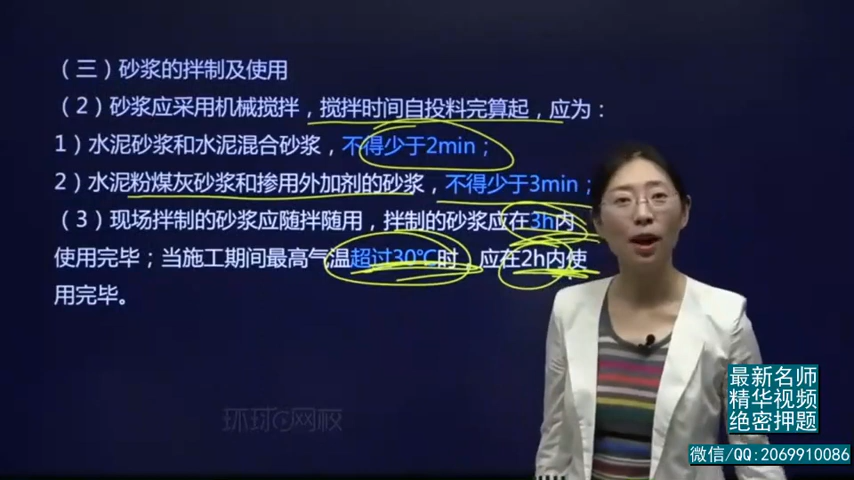 （三）砂浆的拌制及使用
（2）砂浆应采用机械搅拌，搅拌时间自投料完算起，应为：
1）水泥砂浆和水泥混合砂浆，不得少于2min；
2）水泥粉煤灰砂浆和掺用外加剂的砂浆，不得少于3min；
（3）现场拌制的砂浆应随拌随用，拌制的砂浆应在3h内
使用完毕；当施工期间最高气温超过30℃时，应在2h内使
用完毕。
环球网校
最新名师
精华视频
绝密押题
微信/QQ:2069910086